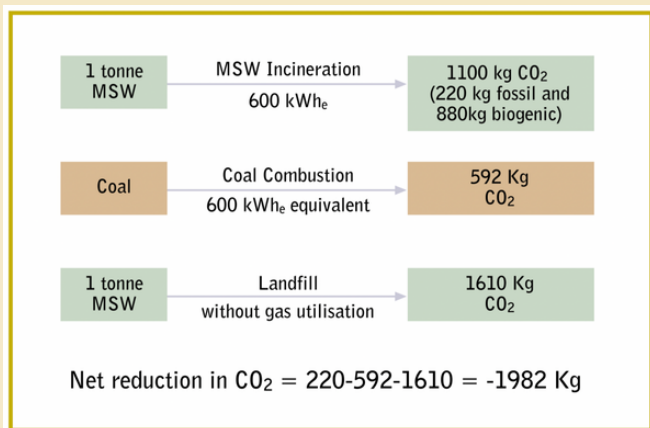 1 tonne
MSW
MSW Incineration
600 kWhe
1100 kg CO2
(220 kg fossil and
880kg biogenic)
Coal
Coal Combustion
600 kWhe equivalent
592 Kg
CO2
1 tonne
MSW
Landfill
without gas utilisation
1610 Kg
CO2
Net reduction in CO2 = 220-592-1610 = -1982 Kg